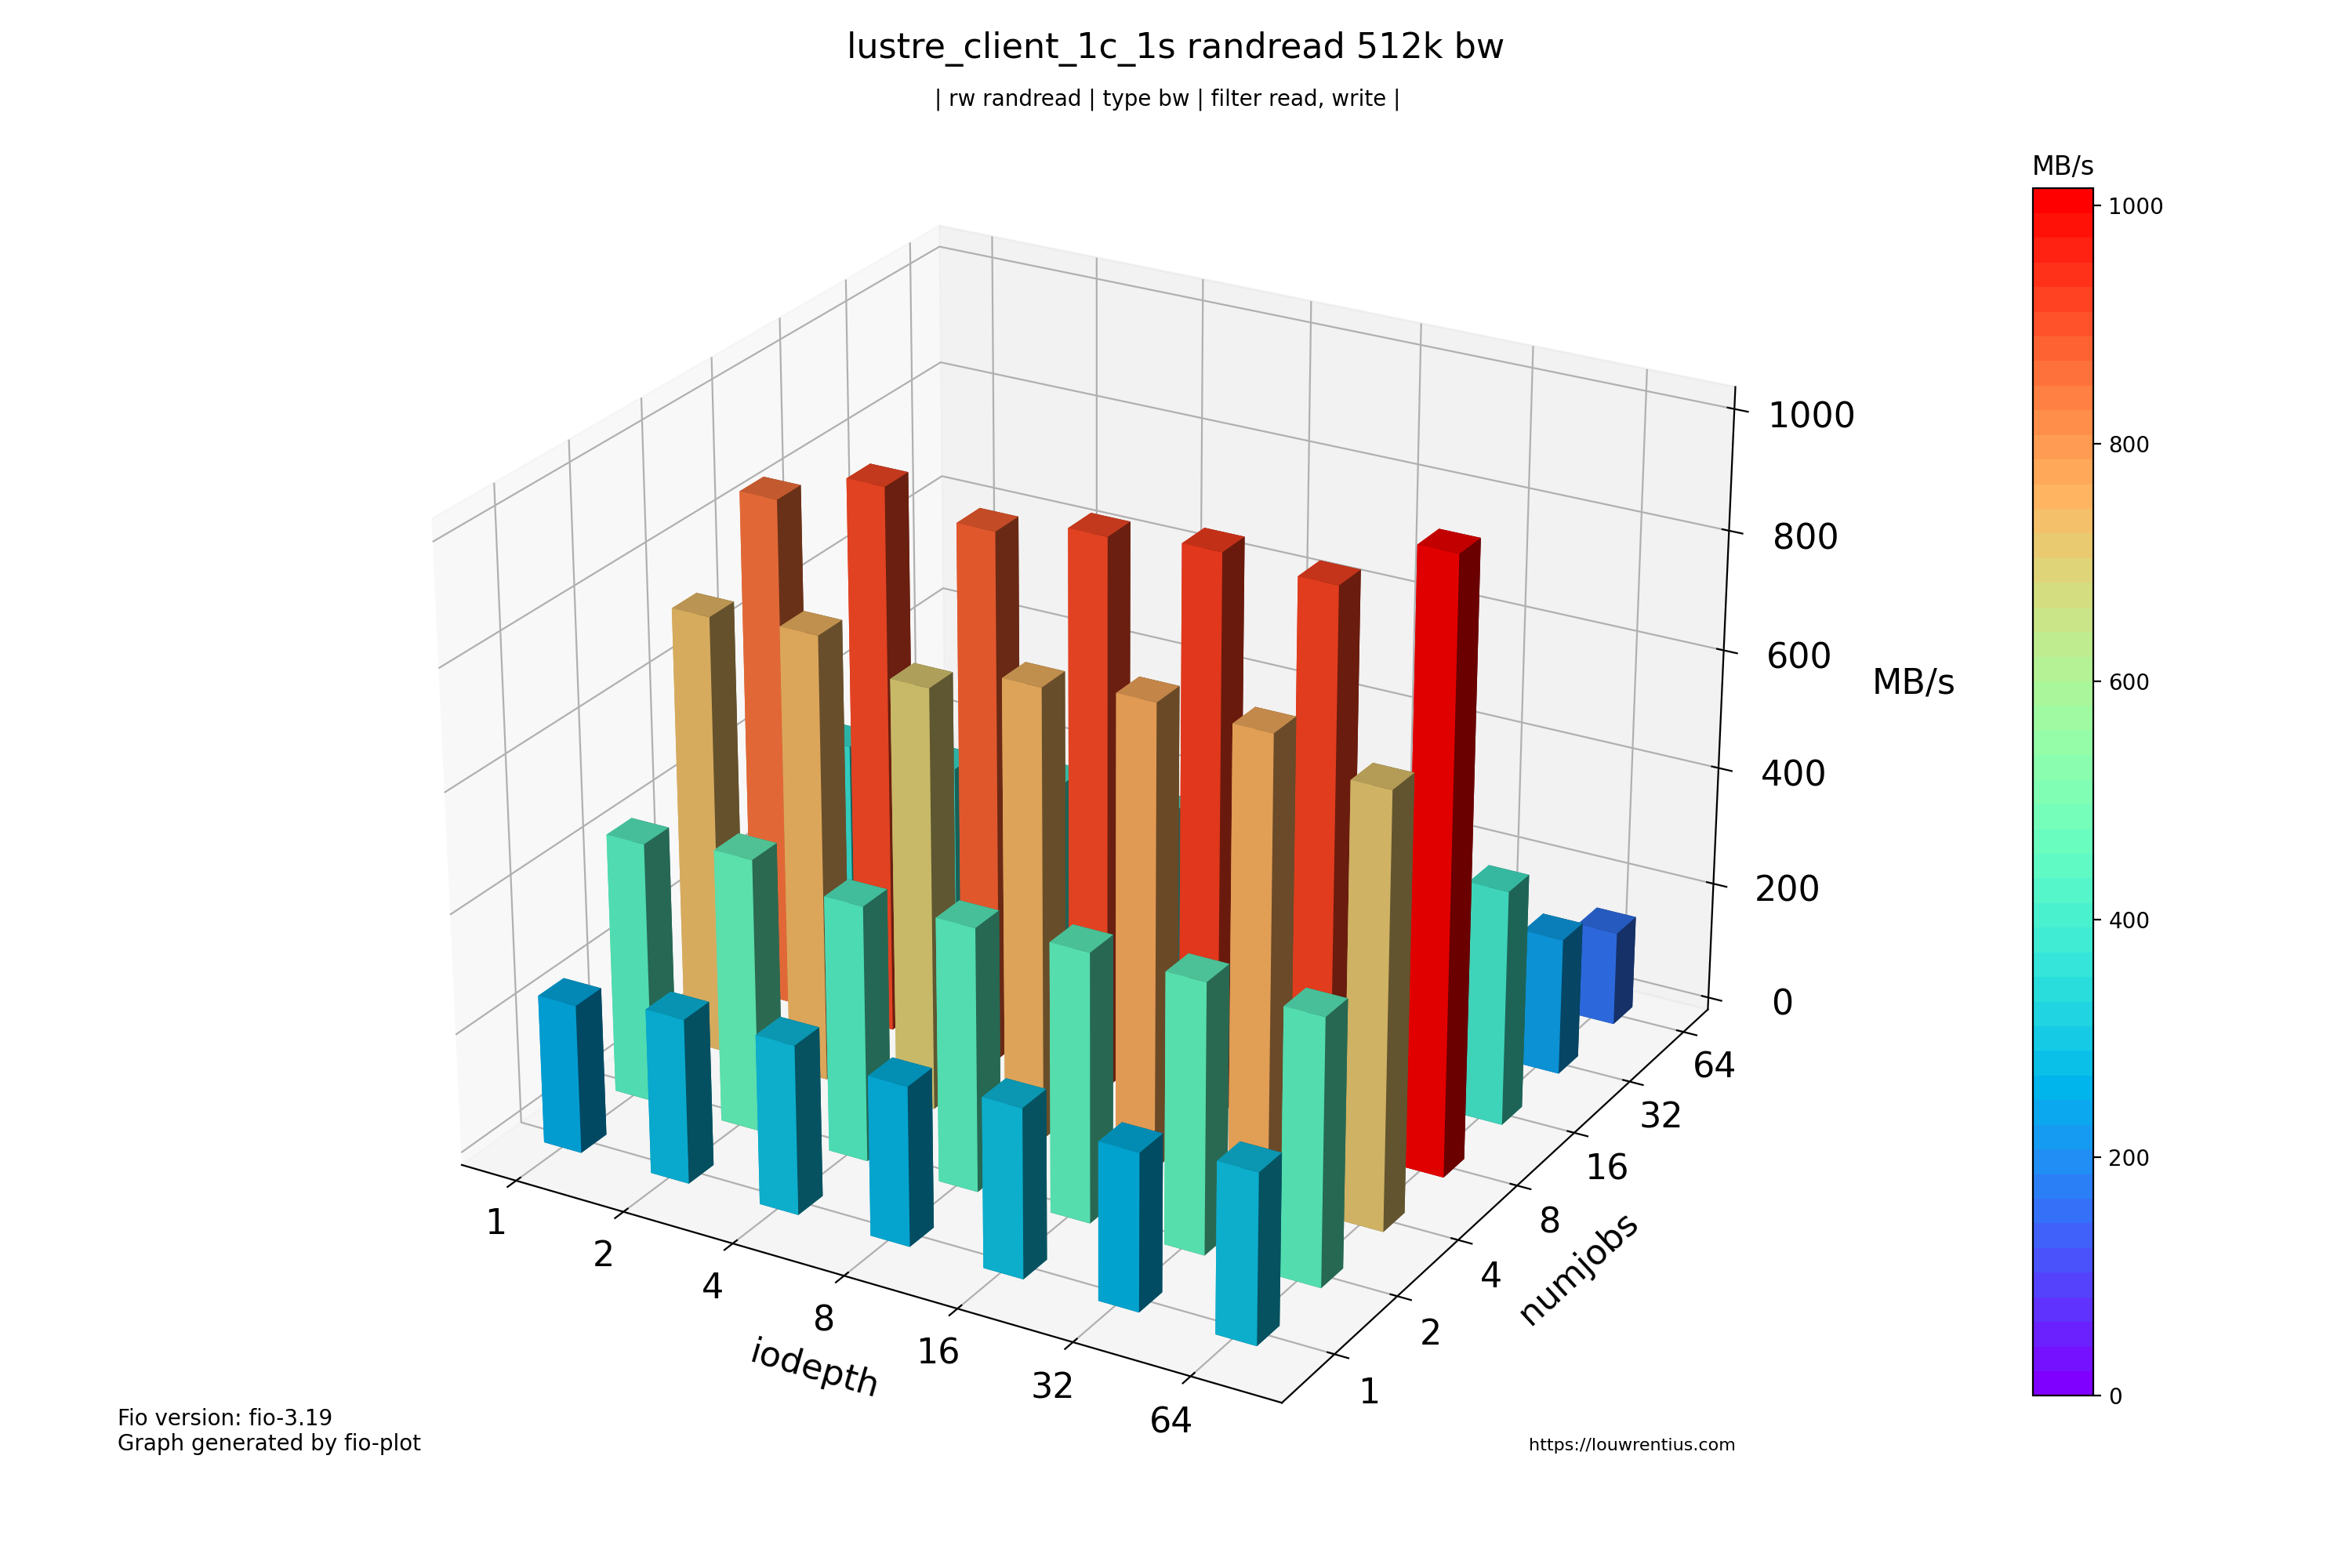 lustre_client_1c_1s randread 512k bw
| rw randread | type bw | filter read, write |
MB/s
1000
800
600
400
200
0
1000
800
600
400
200
0
MB/s
64
32
16
8
4
2
1
numjobs
1
2
4
8
16
32
64
iodepth
Fio version: fio-3.19
Graph generated by fio-plot
https://louwrentius.com